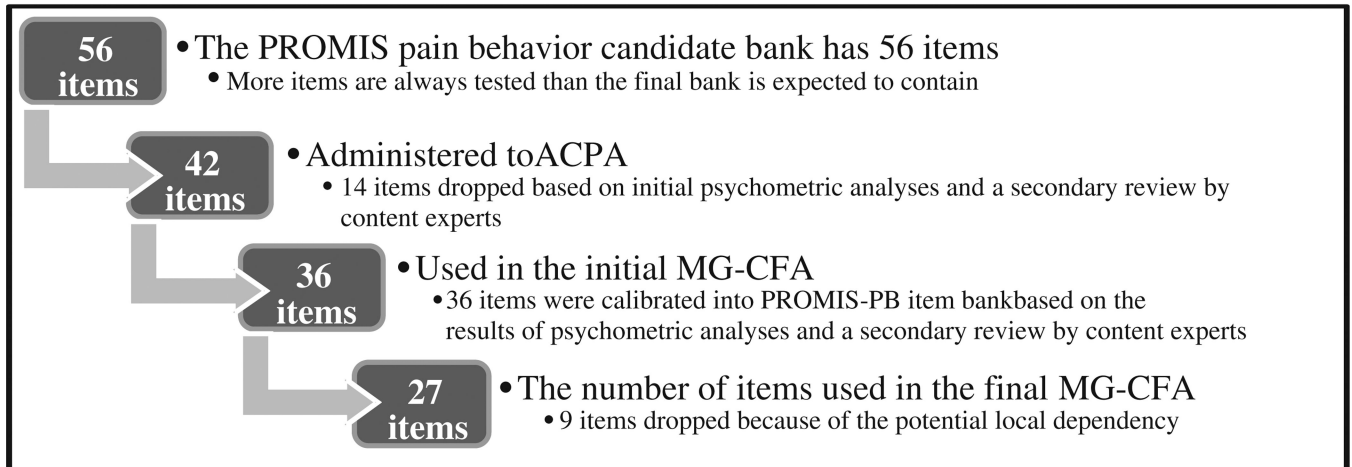 56
items
• The PROMIS pain behavior candidate bank has 56 items
• More items are always tested than the final bank is expected to contain
42
items
• Administered toACPA
• 14 items dropped based on initial psychometric analyses and a secondary review by
content experts
36
items
• Used in the initial MG-CFA
• 36 items were calibrated into PROMIS-PB item bankbased on the
results of psychometric analyses and a secondary review by content experts
27
items
• The number of items used in the final MG-CFA
• 9 items dropped because of the potential local dependency